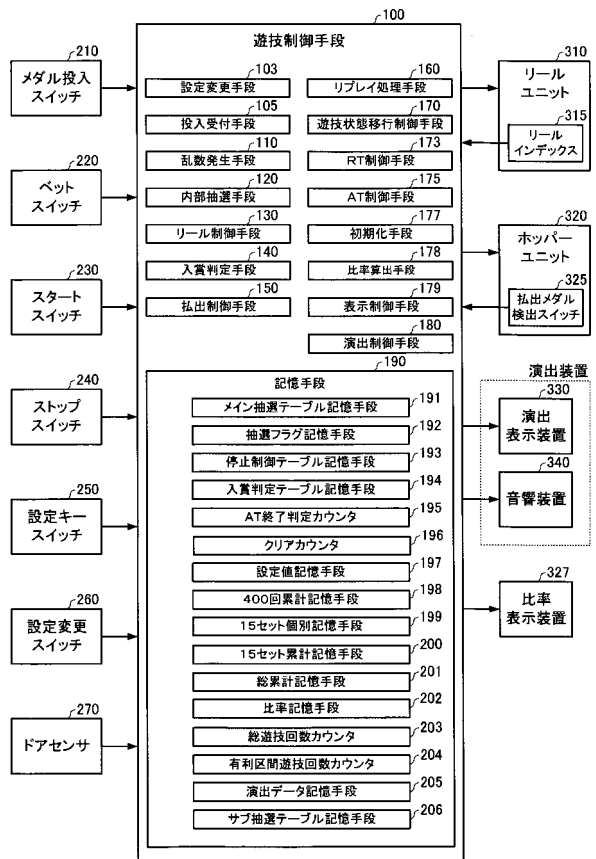 100
遊技制御手段
103
設定変更手段
105
投入受付手段
110
乱数発生手段
120
内部抽選手段
130
リール制御手段
140
入賞判定手段
150
払出制御手段
160
リプレイ処理手段
170
遊技状態移行制御手段
173
RT制御手段
175
AT制御手段
177
初期化手段
178
比率算出手段
179
表示制御手段
180
演出制御手段
190
記憶手段
191
メイン抽選テーブル記憶手段
192
抽選フラグ記憶手段
193
停止制御テーブル記憶手段
194
入賞判定テーブル記憶手段
195
AT終了判定カウンタ
196
クリアカウンタ
197
設定値記憶手段
198
400回累計記憶手段
199
15セット個別記憶手段
200
15セット累計記憶手段
201
総累計記憶手段
202
比率記憶手段
203
総遊技回数カウンタ
204
有利区間遊技回数カウンタ
205
演出データ記憶手段
206
サブ抽選テーブル記憶手段
210
メダル投入
スイッチ
220
ベット
スイッチ
230
スタート
スイッチ
240
ストップ
スイッチ
250
設定キー
スイッチ
260
設定変更
スイッチ
270
ドアセンサ
310
リール
ユニット
315
リール
インデックス
320
ホッパー
ユニット
325
払出メダル
検出スイッチ
演出装置
330
演出
表示装置
340
音響装置
327
比率
表示装置